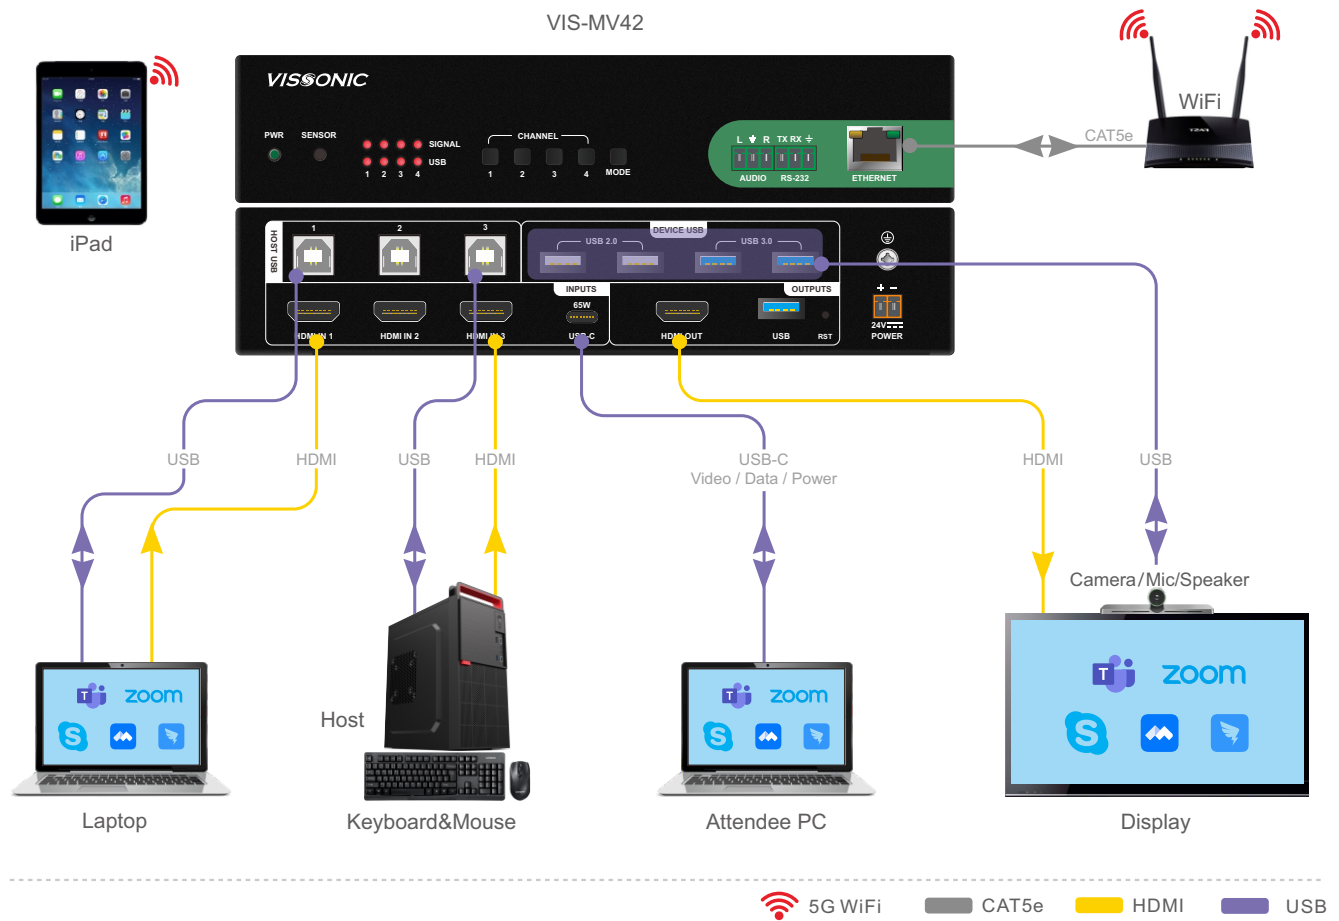 VIS-MV42
VISSONIC
PWR
SENSOR
SIGNAL
USB
1 2 3 4
CHANNEL
1 2 3 4
MODE
L R TX RX
AUDIO RS-232
ETHERNET
CAT5e
WiFi
iPad
HOST USB
1
2
3
DEVICE USB
USB 2.0
USB 3.0
INPUTS
65W
OUTPUTS
HDMI IN 1
HDMI IN 2
HDMI IN 3
USB-C
HDMI OUT
USB
RST
+ −
24V
POWER
USB
HDMI
USB
HDMI
USB-C
Video / Data / Power
HDMI
USB
Camera/Mic/Speaker
T
zoom
S
Host
T
zoom
S
T
zoom
S
Laptop
Keyboard&Mouse
Attendee PC
Display
5G WiFi
CAT5e
HDMI
USB